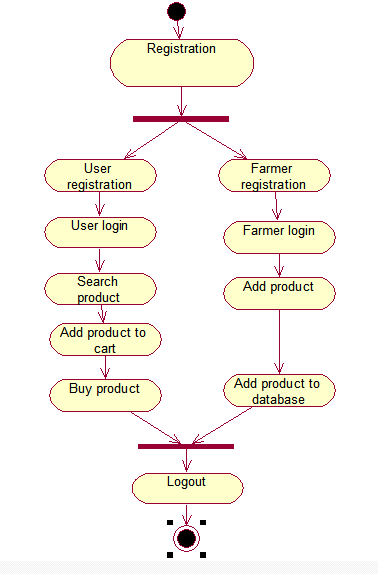 Registration
User
registration
Farmer
registration
User login
Farmer login
Search
product
Add product
Add product to
cart
Buy product
Add product to
database
Logout